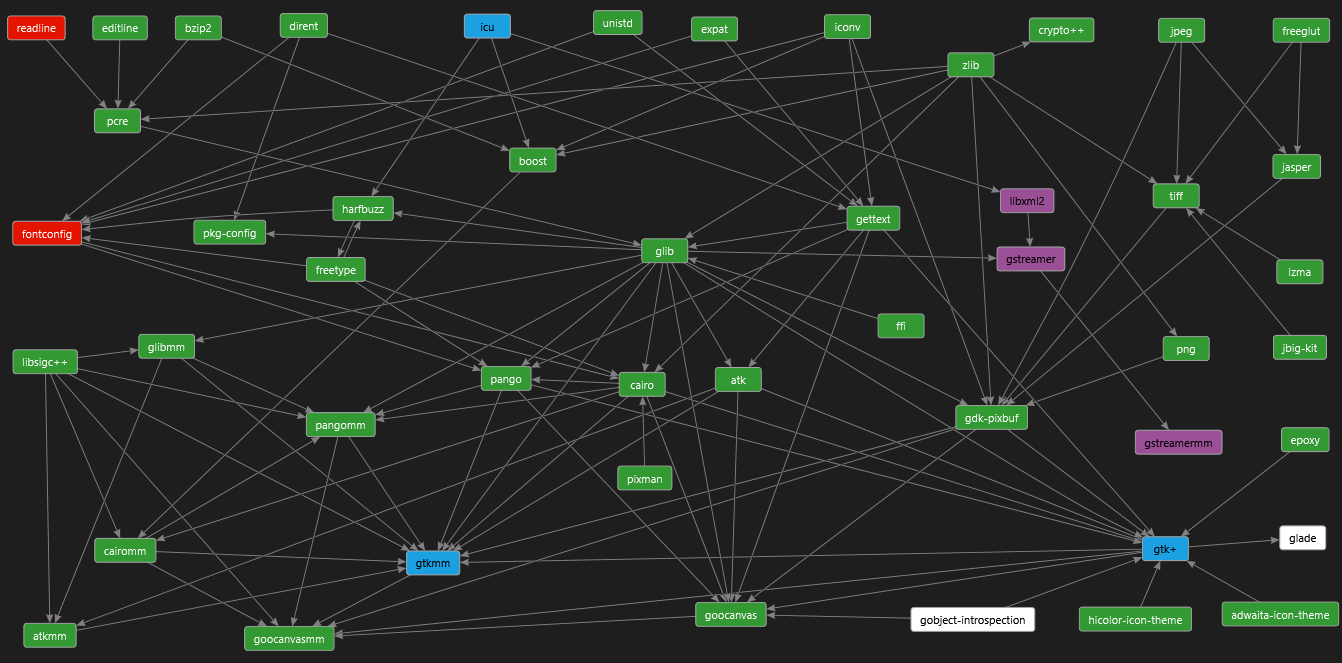 readline
editline
bzip2
dirent
icu
unistd
expat
iconv
crypto++
jpeg
freeglut
zlib
pcre
boost
jasper
harfbuzz
libxml2
tiff
fontconfig
pkg-config
gettext
glib
gstreamer
freetype
lzma
ffi
libsigc++
glibmm
png
jbig-kit
pango
cairo
atk
pangomm
gdk-pixbuf
gstreamermm
epoxy
pixman
cairomm
gtkmm
gtk+
glade
atkmm
goocanvasmm
goocanvas
gobject-introspection
hicolor-icon-theme
adwaita-icon-theme